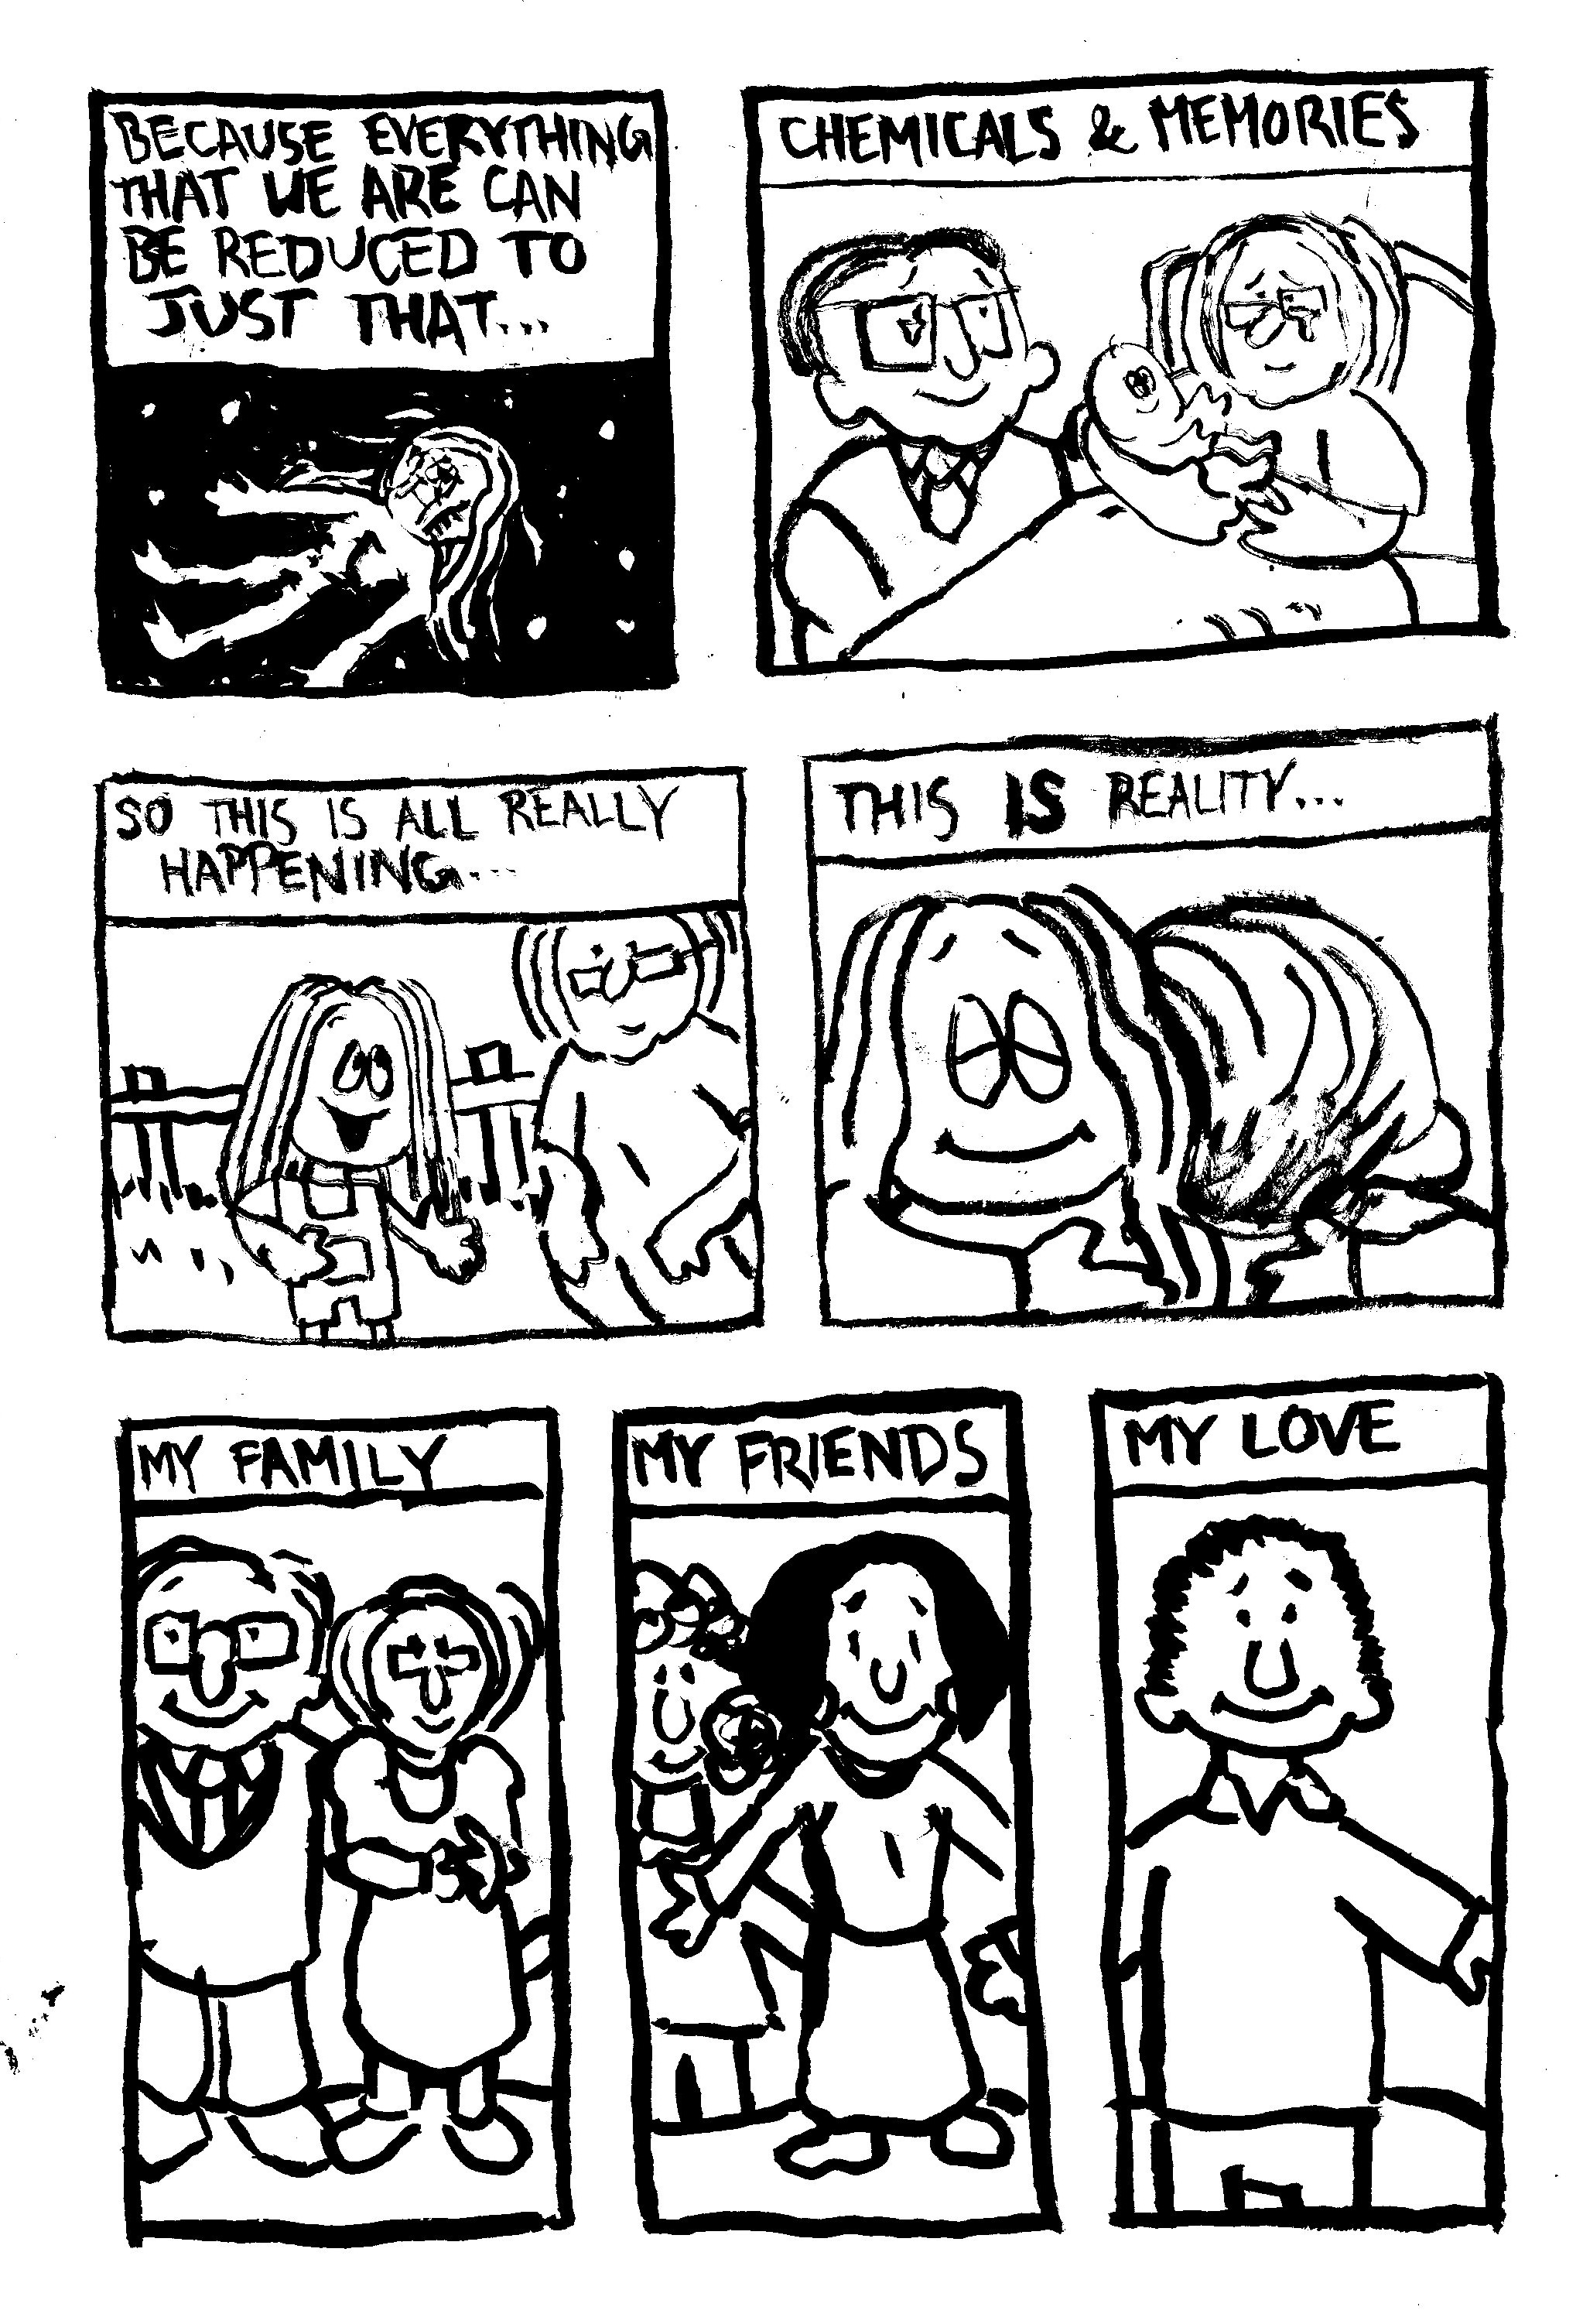 BECAUSE EVERYTHING
THAT WE ARE CAN
BE REDUCED TO
JUST THAT...
CHEMICALS & MEMORIES
SO THIS IS ALL REALLY
HAPPENING...
THIS IS REALITY...
MY FAMILY
MY FRIENDS
MY LOVE